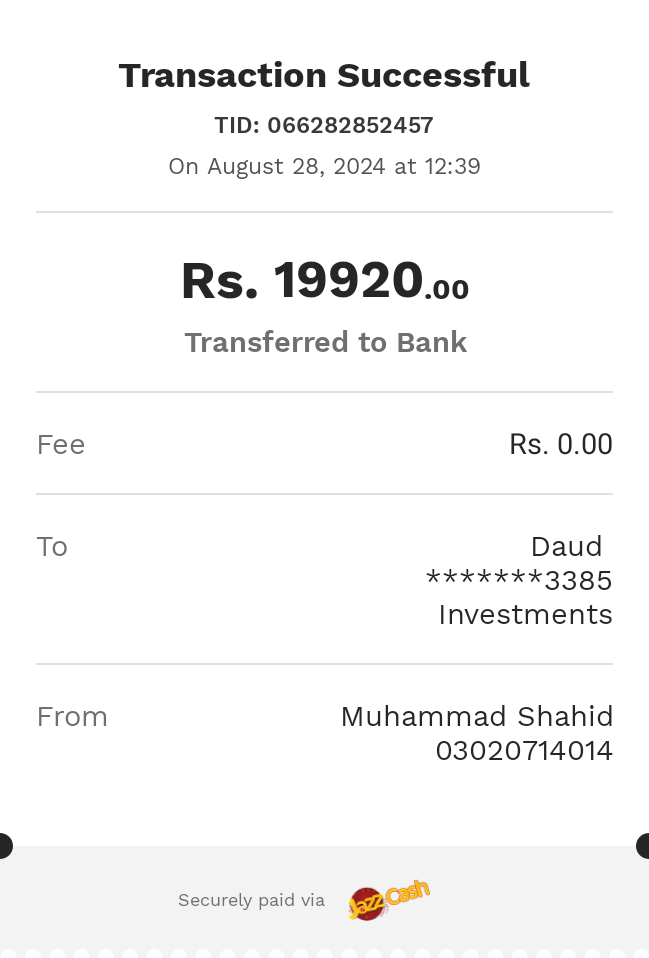 Transaction Successful
TID: 066282852457
On August 28, 2024 at 12:39
Rs. 19920.00
Transferred to Bank
Fee Rs. 0.00
To Daud
*******3385
Investments
From Muhammad Shahid
03020714014
Securely paid via JazzCash